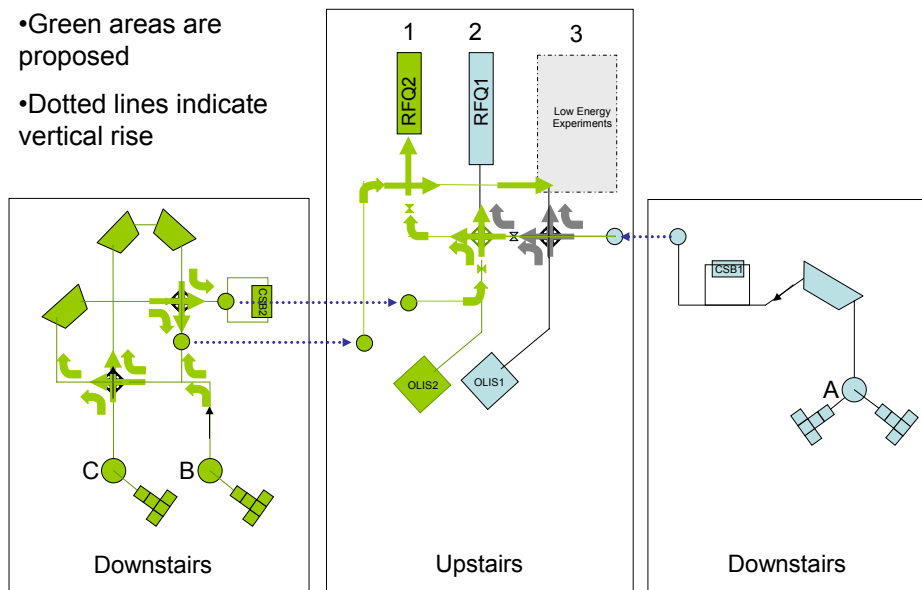 •Green areas are
proposed
•Dotted lines indicate
vertical rise
1
2
3
RFQ2
RFQ1
Low Energy
Experiments
CSB2
CSB1
OLIS2
OLIS1
A
C
B
Downstairs
Upstairs
Downstairs